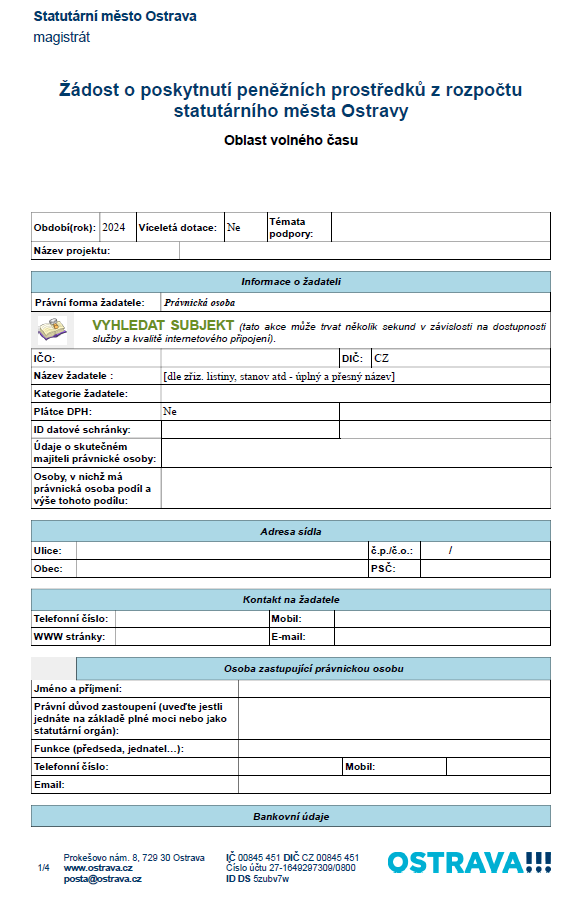 Statutární město Ostrava
magistrát
Žádost o poskytnutí peněžních prostředků z rozpočtu
statutárního města Ostravy
Oblast volného času
Období(rok): 2024 Víceletá dotace: Ne Témata podpory:
Název projektu:
Informace o žadateli
Právní forma žadatele: Právnická osoba
VYHLEDAT SUBJEKT (tato akce může trvat několik sekund v závislosti na dostupnosti
služby a kvalitě internetového připojení).
IČO: DIČ: CZ
Název žadatele : [dle zřiz. listiny, stanov atd - úplný a přesný název]
Kategorie žadatele:
Plátce DPH: Ne
ID datové schránky:
Údaje o skutečném
majiteli právnické osoby:
Osoby, v nichž má
právnická osoba podíl a
výše tohoto podílu:
Adresa sídla
Ulice: č.p./č.o.: /
Obec: PSČ:
Kontakt na žadatele
Telefonní číslo: Mobil:
WWW stránky: E-mail:
Osoba zastupující právnickou osobu
Jméno a příjmení:
Právní důvod zastoupení (uveďte jestli
jednáte na základě plné moci nebo jako
statutární orgán):
Funkce (předseda, jednatel…):
Telefonní číslo: Mobil:
Email:
Bankovní údaje
Prokešovo nám. 8, 729 30 Ostrava IČ 00845 451 DIČ CZ 00845 451
1/4 www.ostrava.cz Číslo účtu 27-1649297309/0800
posta@ostrava.cz ID DS 5zubv7w
OSTRAVA!!!